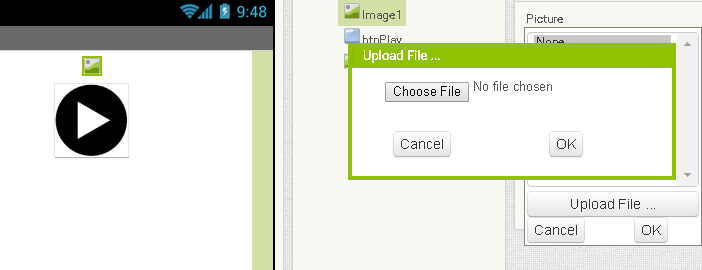 9:48
Image1
btnPlay
Picture
None
Upload File ...
Choose File No file chosen
Cancel OK
Upload File ...
Cancel OK